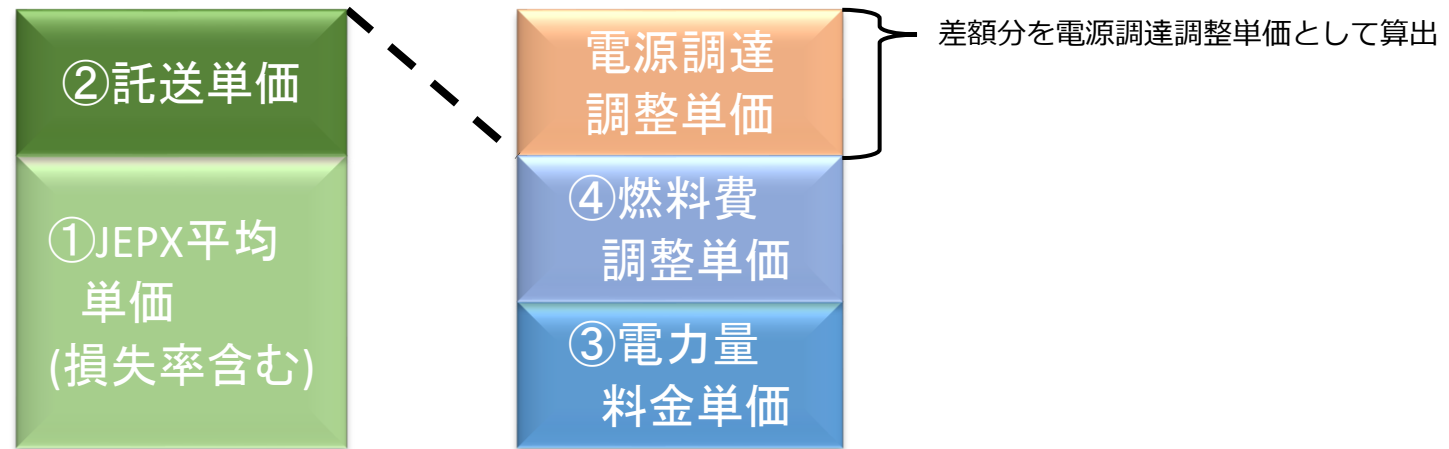 ②託送単価
①JEPX平均
単価
(損失率含む)
電源調達
調整単価
④燃料費
調整単価
③電力量
料金単価
差額分を電源調達調整単価として算出